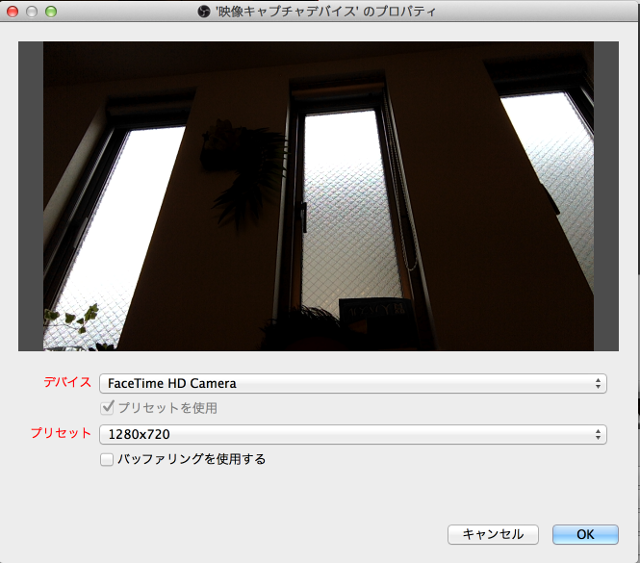 '映像キャプチャデバイス' のプロパティ
デバイス
FaceTime HD Camera
プリセットを使用
プリセット
1280x720
バッファリングを使用する
キャンセル
OK